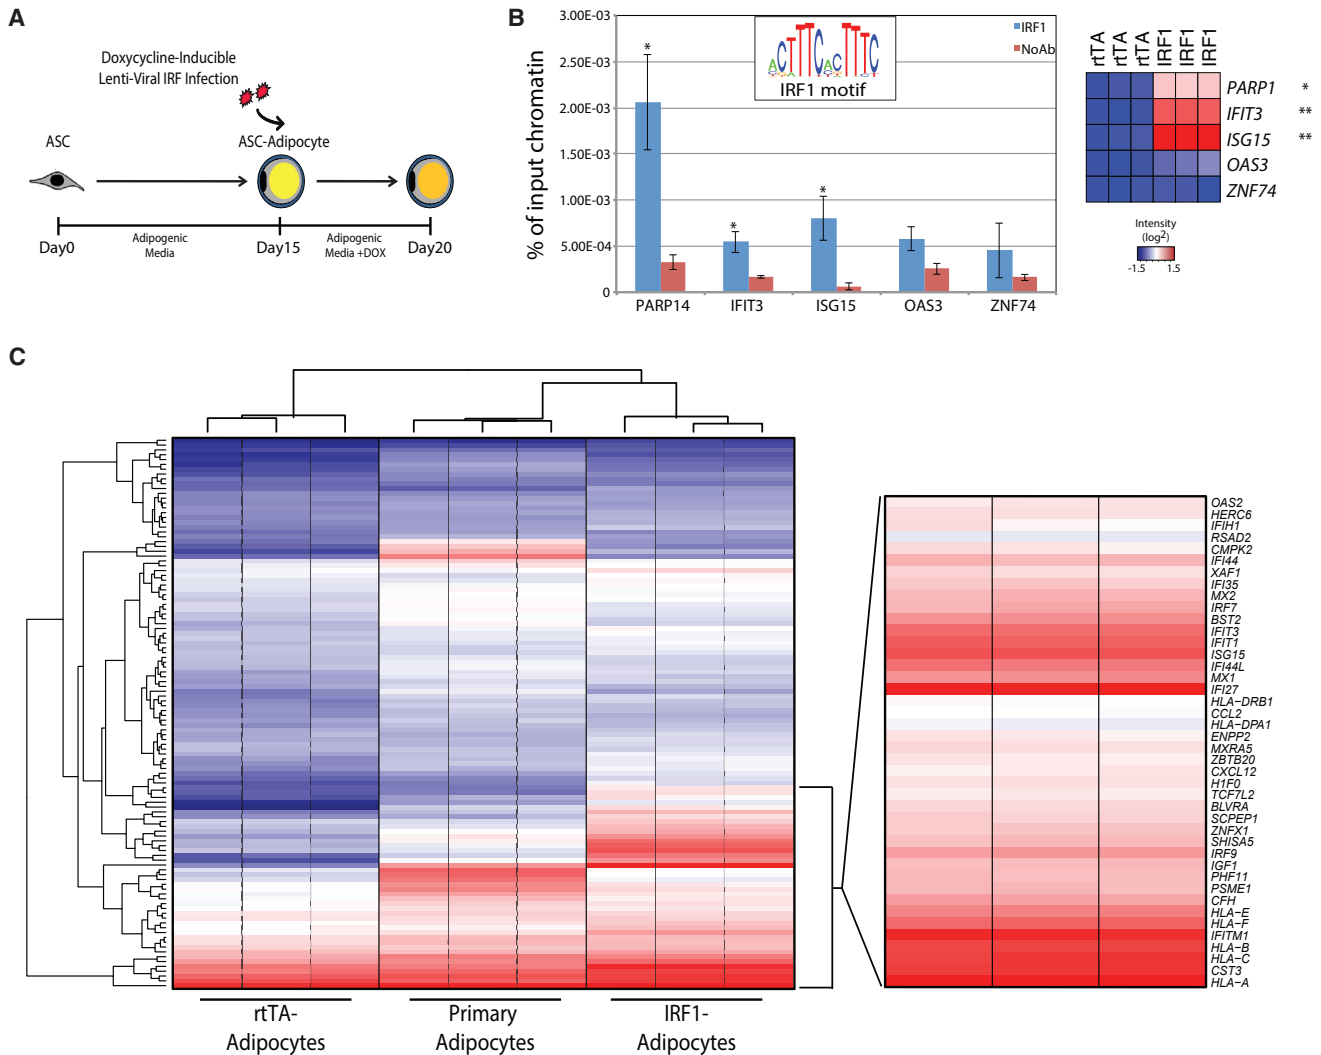 A
Doxycycline-Inducible
Lenti-Viral IRF Infection
ASC
ASC-Adipocyte
Day0
Adipogenic
Media
Day15
Adipogenic
Media +DOX
Day20
B
% of input chromatin
3.00E-03
2.50E-03
2.00E-03
1.50E-03
1.00E-03
5.00E-04
0
*
*
*
ACTTTCACTTTC
IRF1 motif
IRF1
NoAb
PARP14
IFIT3
ISG15
OAS3
ZNF74
rtTA
rtTA
rtTA
IRF1
IRF1
IRF1
PARP1 *
IFIT3 **
ISG15 **
OAS3
ZNF74
Intensity
(log2)
-1.5 1.5
C
rtTA-
Adipocytes
Primary
Adipocytes
IRF1-
Adipocytes
OAS2
HERC6
IFIH1
RSAD2
CMPK2
IFI44
XAF1
IFI35
MX2
IRF7
BST2
IFIT3
IFIT1
ISG15
IFI44L
MX1
IFI27
HLA-DRB1
CCL2
HLA-DPA1
ENPP2
MXRA5
ZBTB20
CXCL12
H1F0
TCF7L2
BLVRA
SCPEP1
ZNFX1
SHISA5
IRF9
IGF1
PHF11
PSME1
CFH
HLA-E
HLA-F
IFITM1
HLA-B
HLA-C
CST3
HLA-A